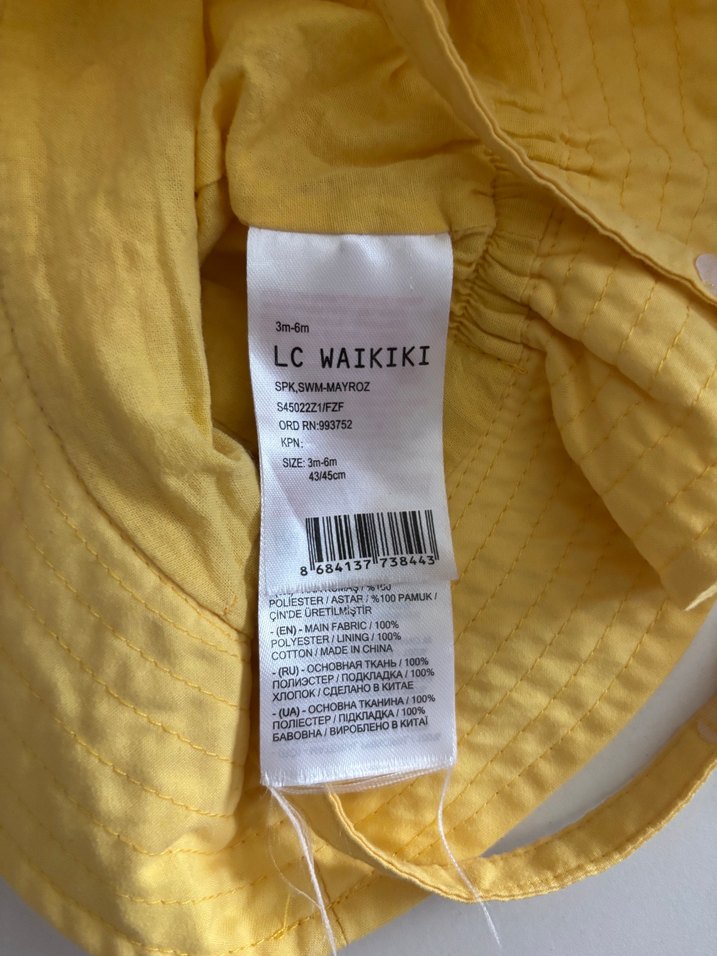 3m-6m
LC WAIKIKI
SPK,SWM-MAYROZ
S45022Z1/FZF
ORD RN:993752
KPN:
SIZE: 3m-6m
43/45cm
8 684137 738443
%100
POLİESTER / ASTAR / %100 PAMUK /
ÇİN'DE ÜRETİLMİŞTİR
- (EN) - MAIN FABRIC / 100%
POLYESTER / LINING / 100%
COTTON / MADE IN CHINA
- (RU) - ОСНОВНАЯ ТКАНЬ / 100%
ПОЛИЭСТЕР / ПОДКЛАДКА / 100%
ХЛОПОК / СДЕЛАНО В КИТАЕ
- (UA) - ОСНОВНА ТКАНИНА / 100%
ПОЛІЕСТЕР / ПІДКЛАДКА / 100%
БАВОВНА / ВИРОБЛЕНО В КИТАЇ